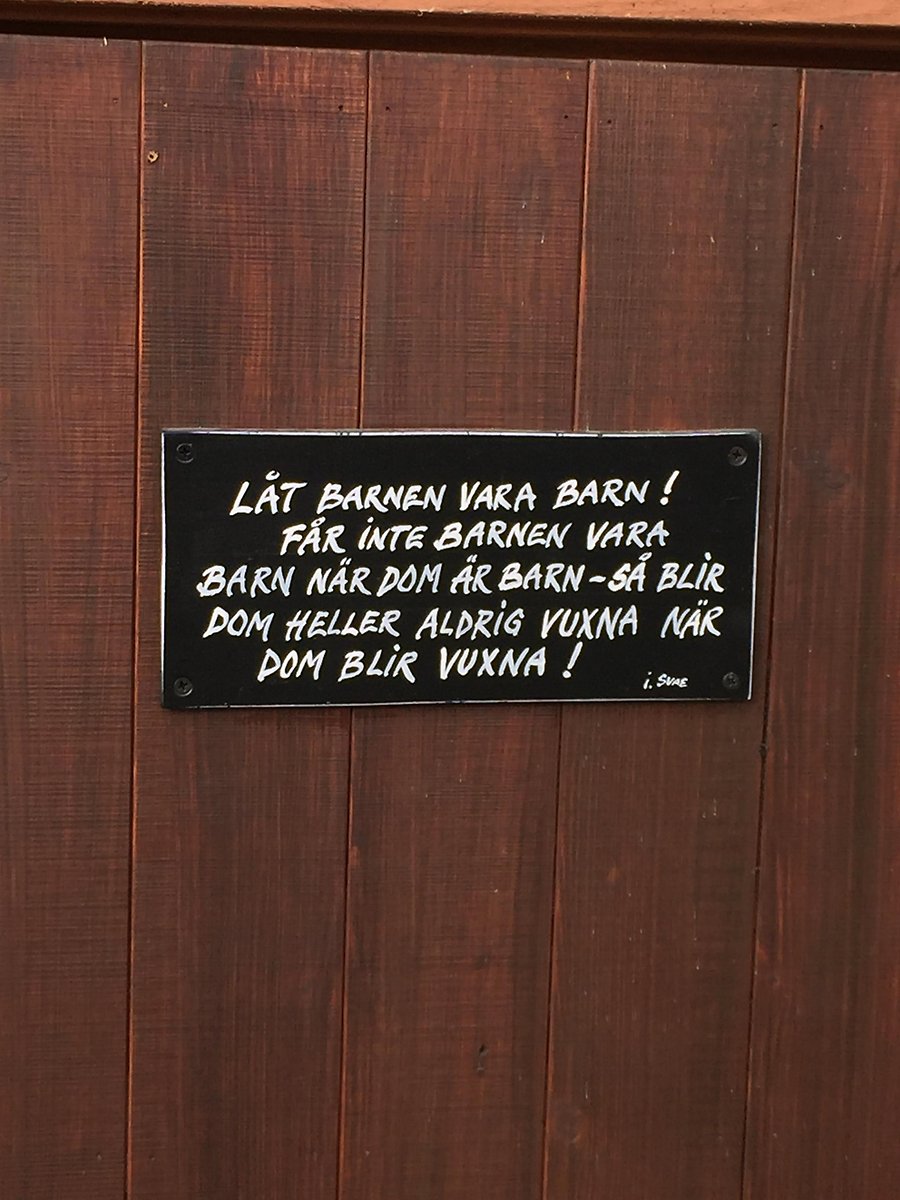 LÅT BARNEN VARA BARN!
FÅR INTE BARNEN VARA
BARN NÄR DOM ÄR BARN-SÅ BLIR
DOM HELLER ALDRIG VUXNA NÄR
DOM BLIR VUXNA!
i. SVAE